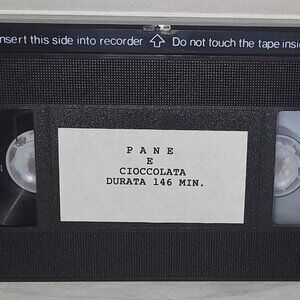 nsert this side into recorder ⇧ Do not touch the tape insi
P A N E
E
CIOCCOLATA
DURATA 146 MIN.